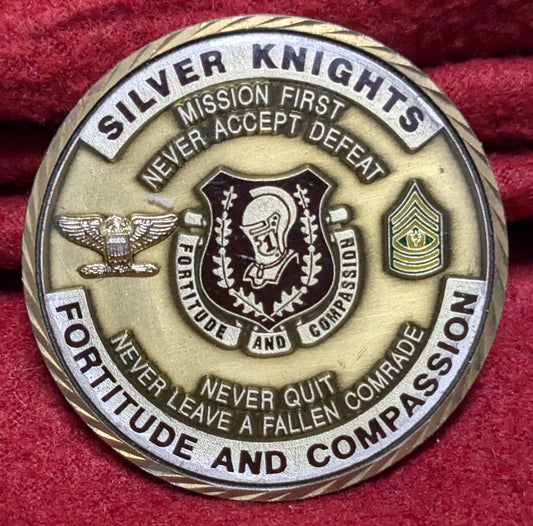 SILVER KNIGHTS
MISSION FIRST
NEVER ACCEPT DEFEAT
1
FORTITUDE AND COMPASSION
NEVER QUIT
NEVER LEAVE A FALLEN COMRADE
FORTITUDE AND COMPASSION